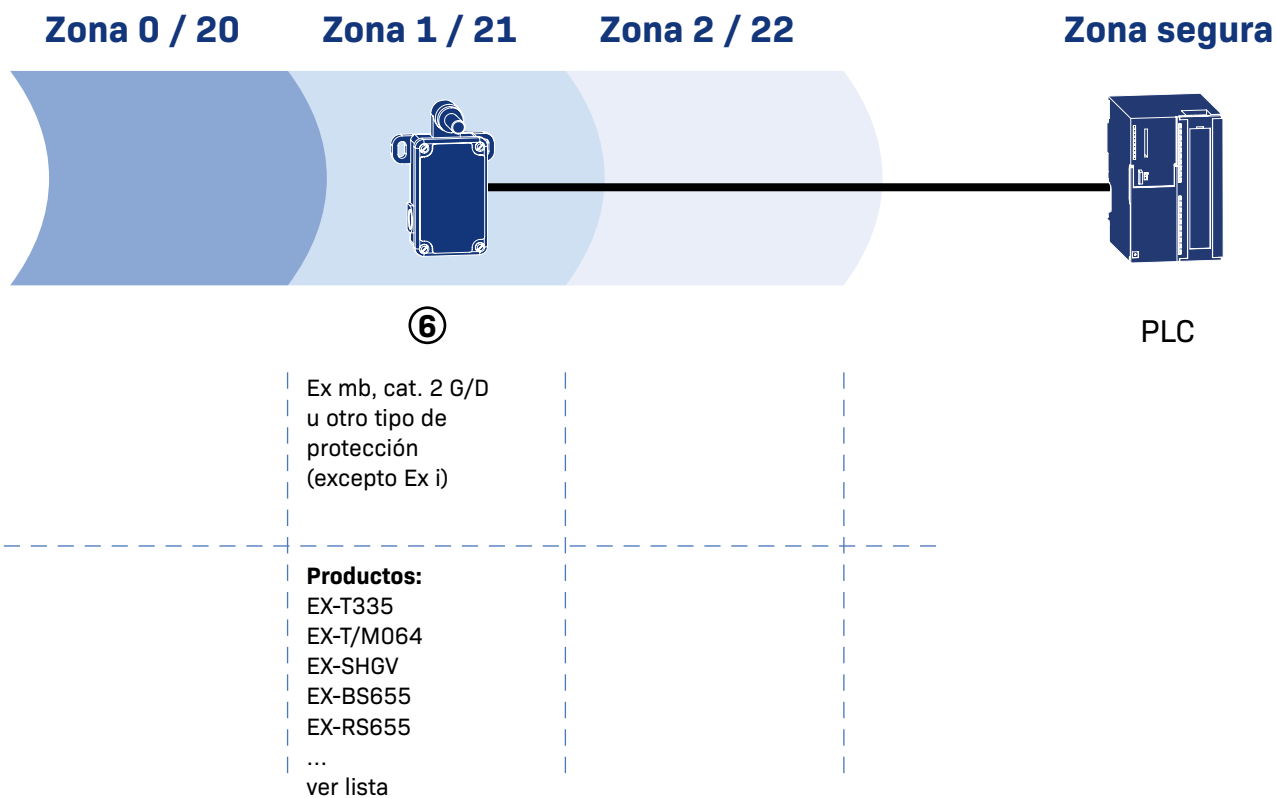 Zona 0 / 20
Zona 1 / 21
Zona 2 / 22
Zona segura
⑥
PLC
Ex mb, cat. 2 G/D
u otro tipo de
protección
(excepto Ex i)
Productos:
EX-T335
EX-T/M064
EX-SHGV
EX-BS655
EX-RS655
...
ver lista